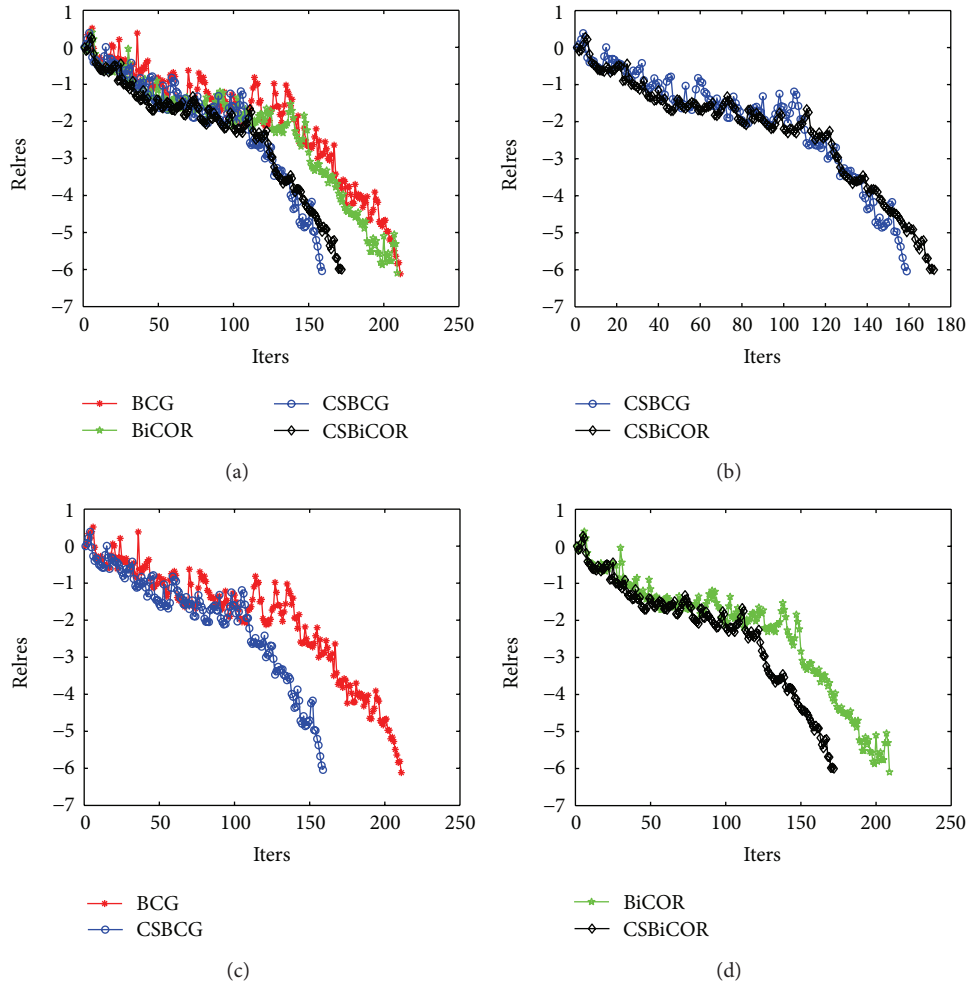 1
0
−1
−2
−3
−4
−5
−6
−7
Relres
0 50 100 150 200 250
Iters
BCG CSBCG
BiCOR CSBiCOR
(a)
1
0
−1
−2
−3
−4
−5
−6
−7
Relres
0 20 40 60 80 100 120 140 160 180
Iters
CSBCG
CSBiCOR
(b)
1
0
−1
−2
−3
−4
−5
−6
−7
Relres
0 50 100 150 200 250
Iters
BCG
CSBCG
(c)
1
0
−1
−2
−3
−4
−5
−6
−7
Relres
0 50 100 150 200 250
Iters
BiCOR
CSBiCOR
(d)